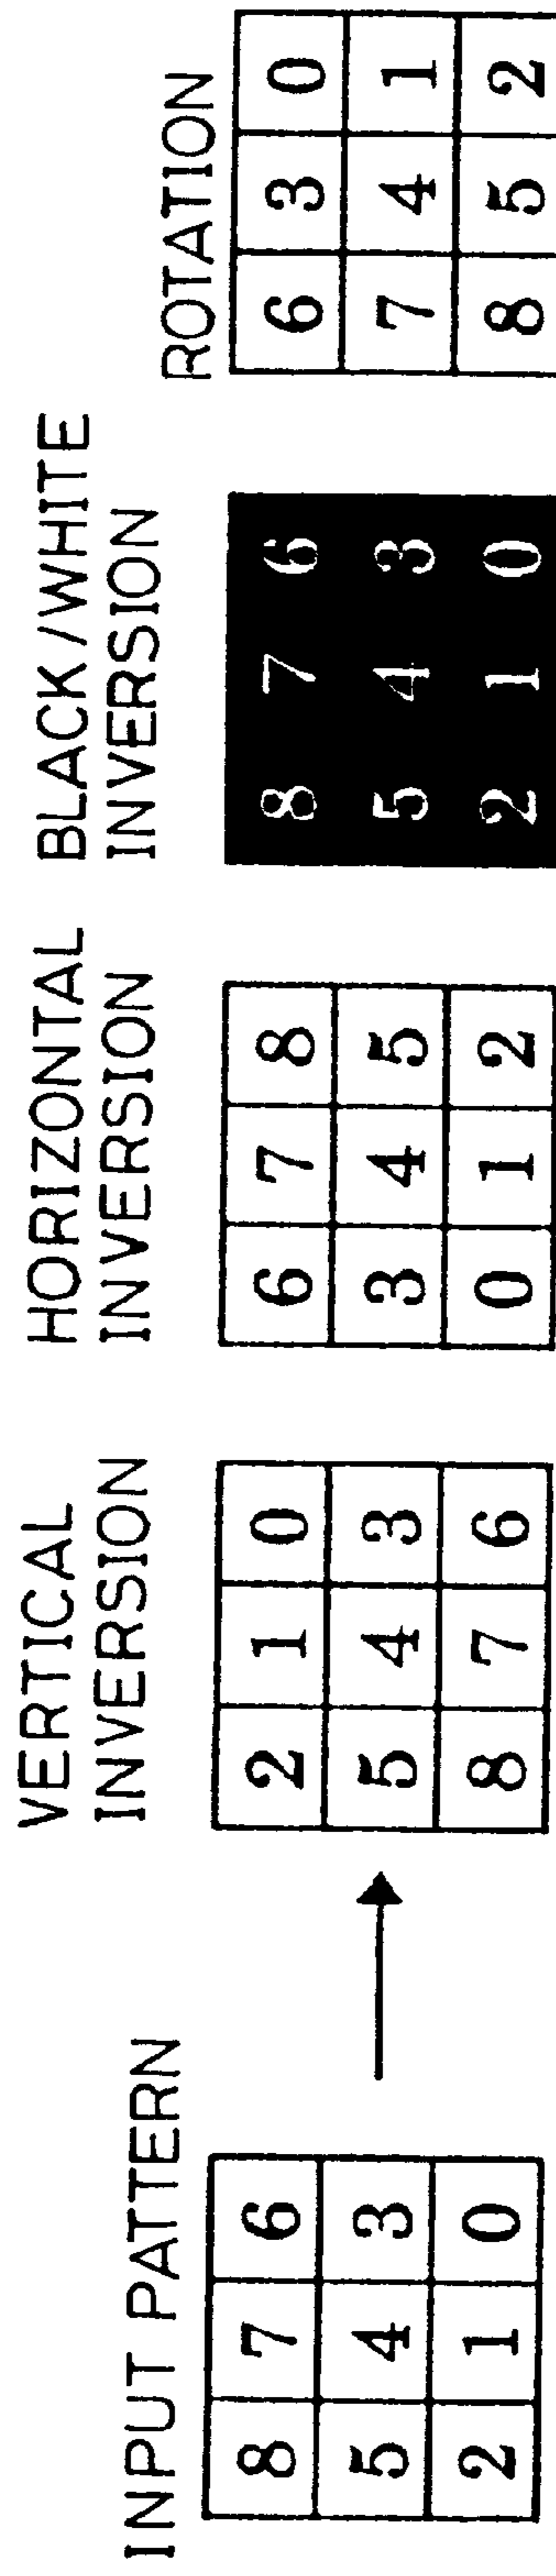 INPUT PATTERN
8 7 6
5 4 3
2 1 0
VERTICAL
INVERSION
2 1 0
5 4 3
8 7 6
HORIZONTAL
INVERSION
6 7 8
3 4 5
0 1 2
BLACK/WHITE
INVERSION
8 7 6
5 4 3
2 1 0
ROTATION
6 3 0
7 4 1
8 5 2